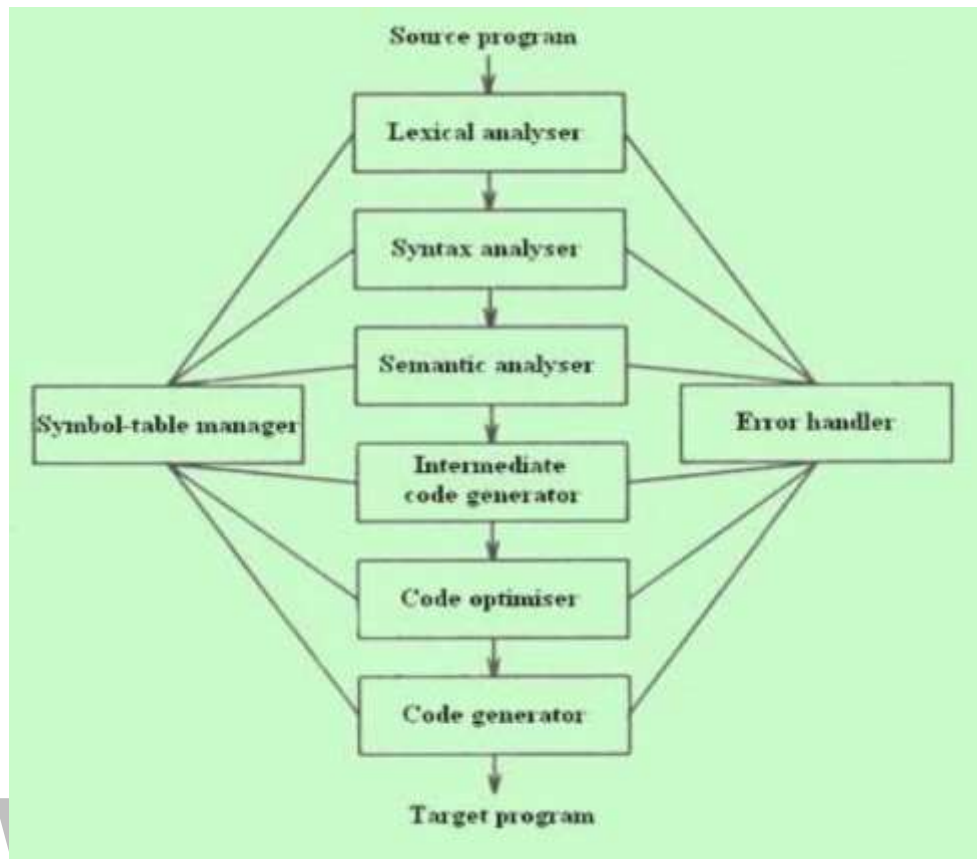 Source program
Lexical analyser
Syntax analyser
Semantic analyser
Symbol-table manager
Error handler
Intermediate
code generator
Code optimiser
Code generator
Target program